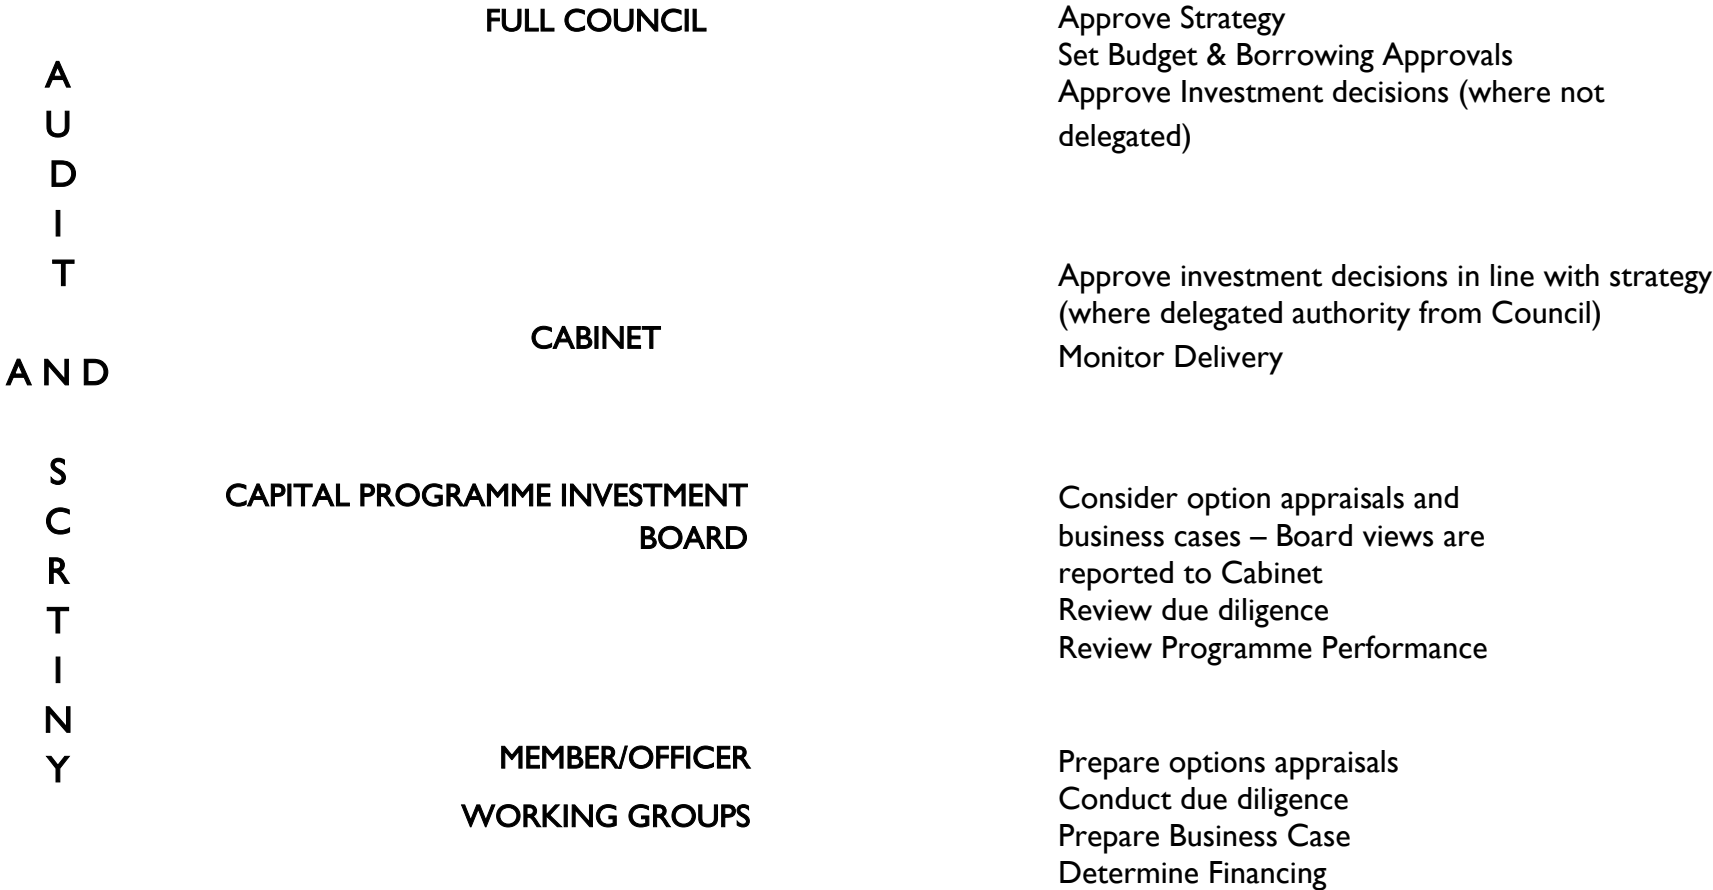 A
U
D
I
T
A N D
S
C
R
T
I
N
Y
FULL COUNCIL
Approve Strategy
Set Budget & Borrowing Approvals
Approve Investment decisions (where not
delegated)
CABINET
Approve investment decisions in line with strategy
(where delegated authority from Council)
Monitor Delivery
CAPITAL PROGRAMME INVESTMENT
BOARD
Consider option appraisals and
business cases – Board views are
reported to Cabinet
Review due diligence
Review Programme Performance
MEMBER/OFFICER
WORKING GROUPS
Prepare options appraisals
Conduct due diligence
Prepare Business Case
Determine Financing